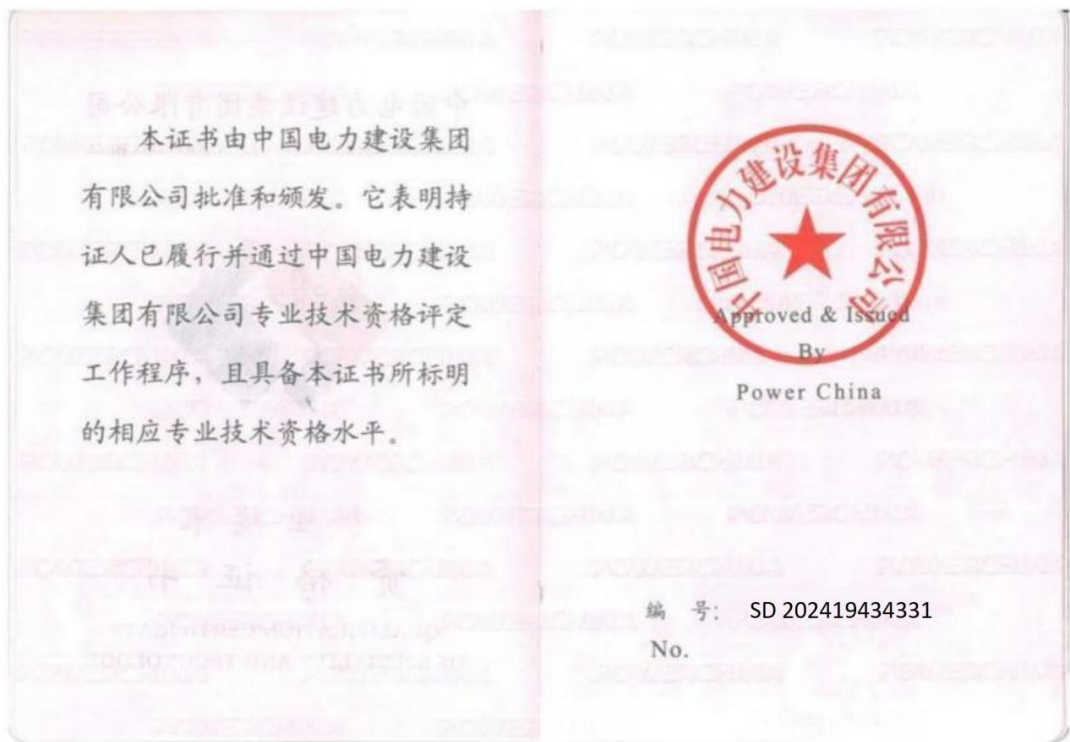 本证书由中国电力建设集团
有限公司批准和颁发。它表明持
证人已履行并通过中国电力建设
集团有限公司专业技术资格评定
工作程序，且具备本证书所标明
的相应专业技术资格水平。
中国电力建设集团有限公司
Approved & Issued
By
Power China
编 号： SD 202419434331
No.